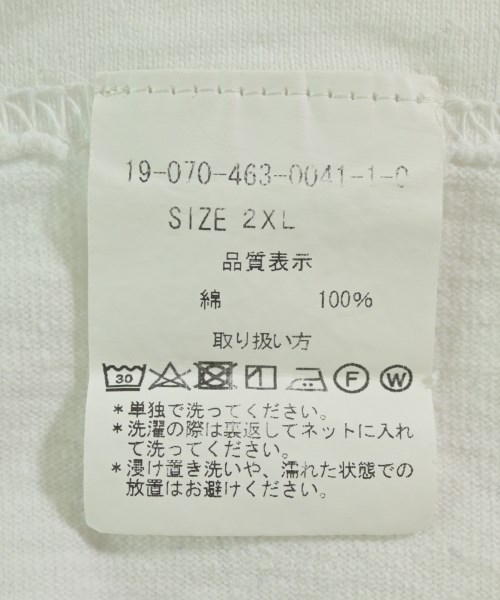 19-070-463-0041-1-0
SIZE 2XL
品質表示
綿 100%
取り扱い方
30 F W
*単独で洗ってください。
*洗濯の際は裏返してネットに入れ
て洗ってください。
*浸け置き洗いや、濡れた状態での
放置はお避けください。